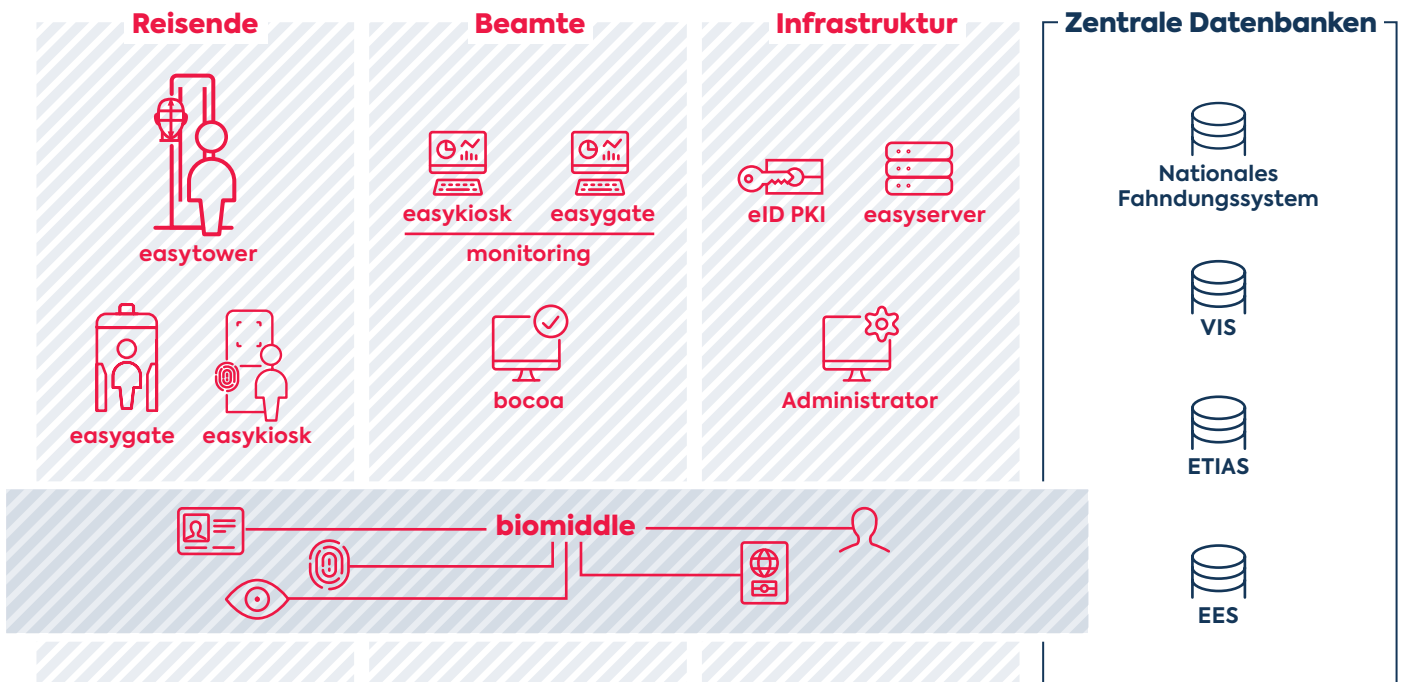 Reisende
easytower
easygate
easykiosk
Beamte
easykiosk
easygate
monitoring
bocoa
Infrastruktur
eID PKI
easyserver
Administrator
Zentrale Datenbanken
Nationales
Fahndungssystem
VIS
ETIAS
EES
biomiddle